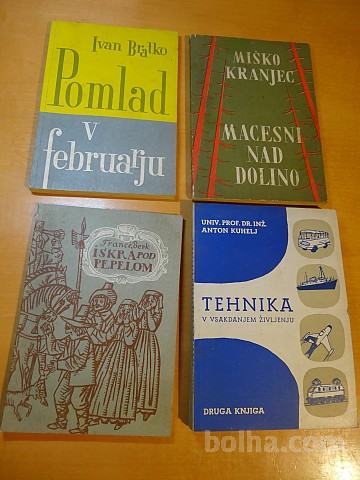 Ivan Bratko
Pomlad
v
februarju
MIŠKO
KRANJEC
MACESNI
NAD
DOLINO
France Bevk
ISKRA POD
PEPELOM
UNIV. PROF. DR. INŽ.
ANTON KUHELJ
TEHNIKA
V VSAKDANJEM ŽIVLJENJU
DRUGA KNJIGA
bolha.com